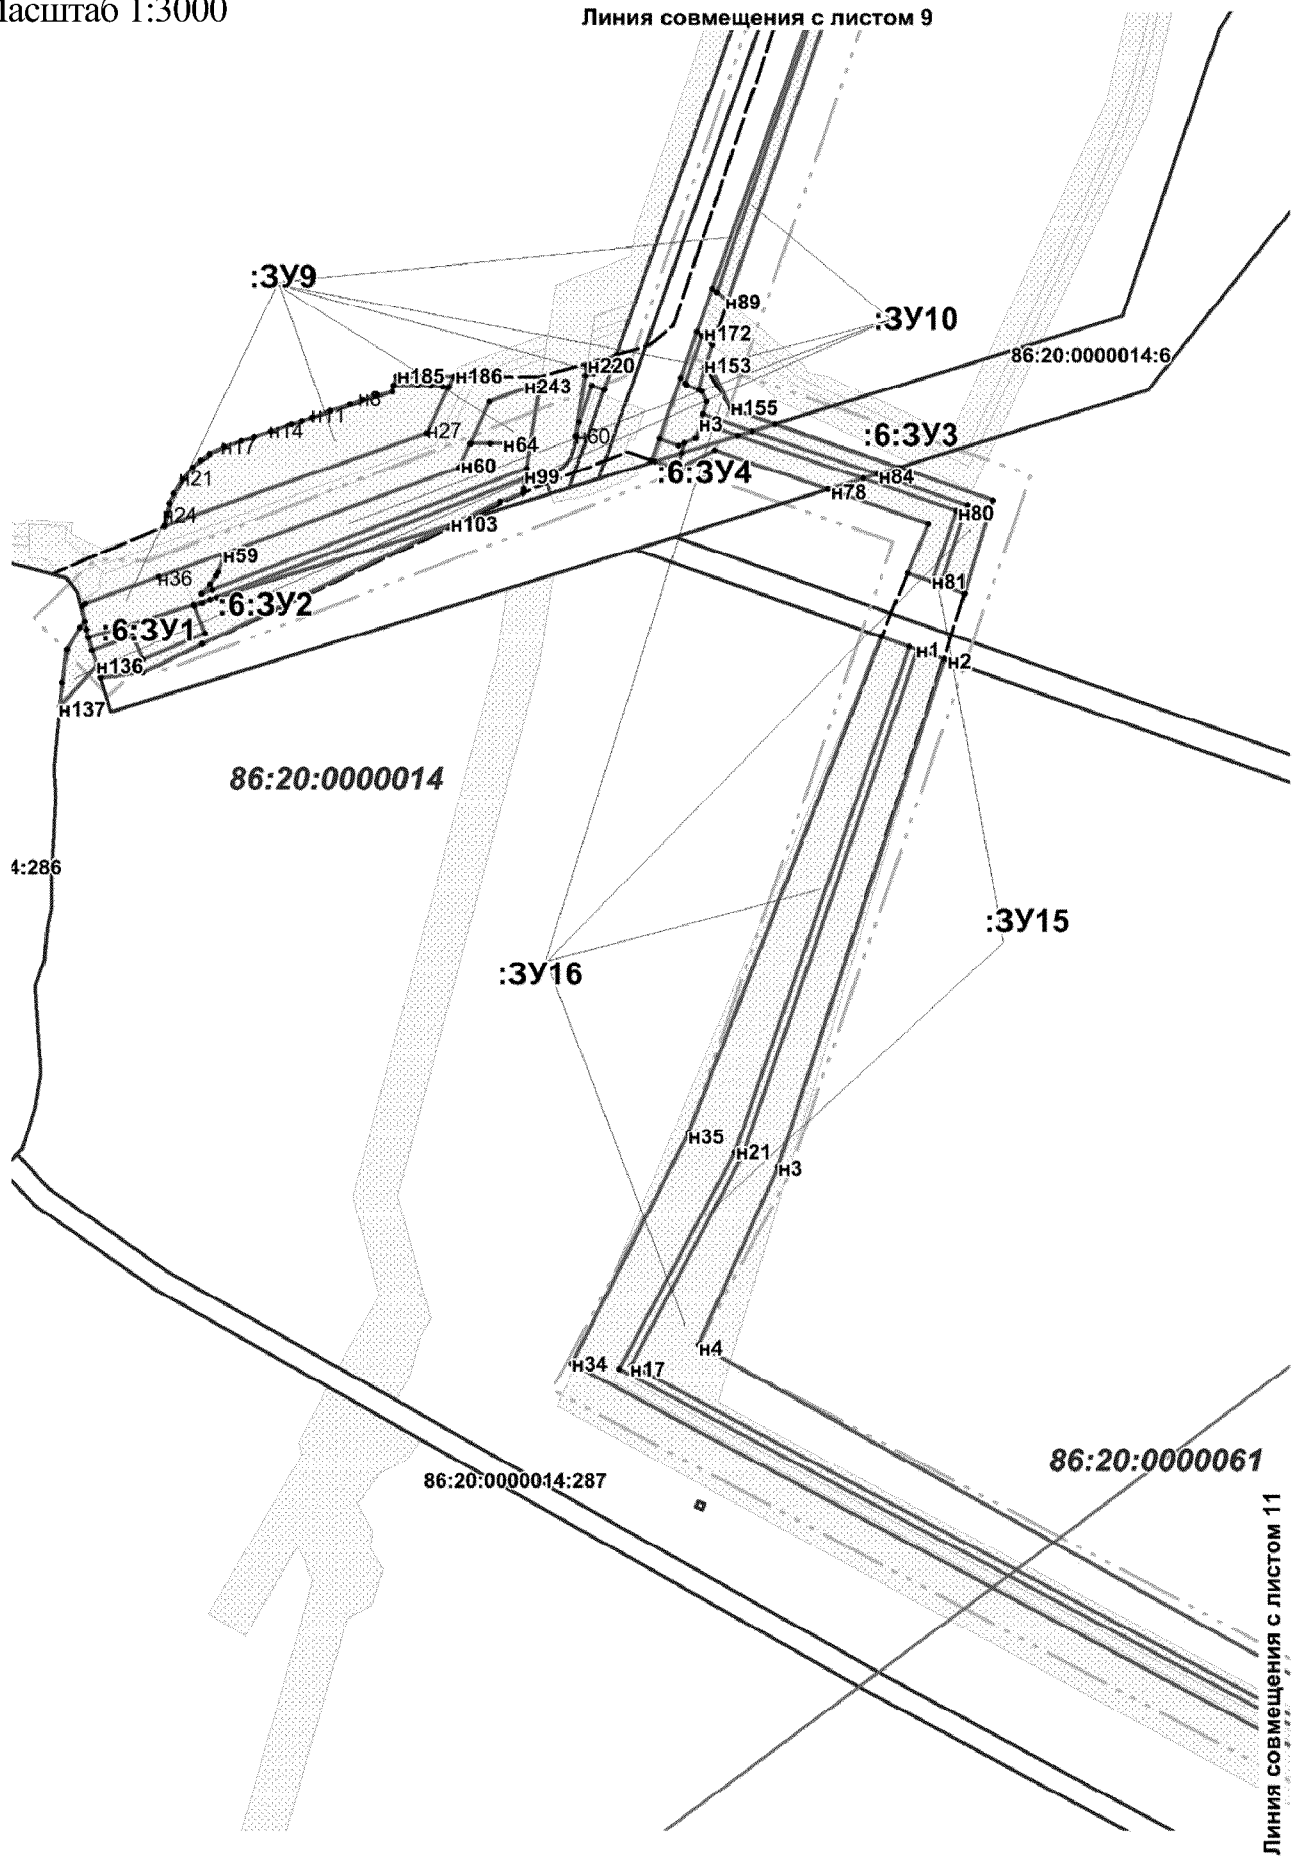 Масштаб 1:3000
Линия совмещения с листом 9
:ЗУ9
н89
:ЗУ10
н172
86:20:0000014:6
н153
н220
н185
н186
н243
н8
н11
н155
н3
:6:ЗУ3
н14
н27
н60
н17
н64
н60
:6:ЗУ4
н84
н21
н99
н78
н24
н103
н80
н59
н36
н81
:6:ЗУ2
:6:ЗУ1
н1
н2
н136
н137
86:20:0000014
4:286
:ЗУ15
:ЗУ16
н35
н21
н3
н4
н34
н17
86:20:0000061
86:20:0000014:287
Линия совмещения с листом 11